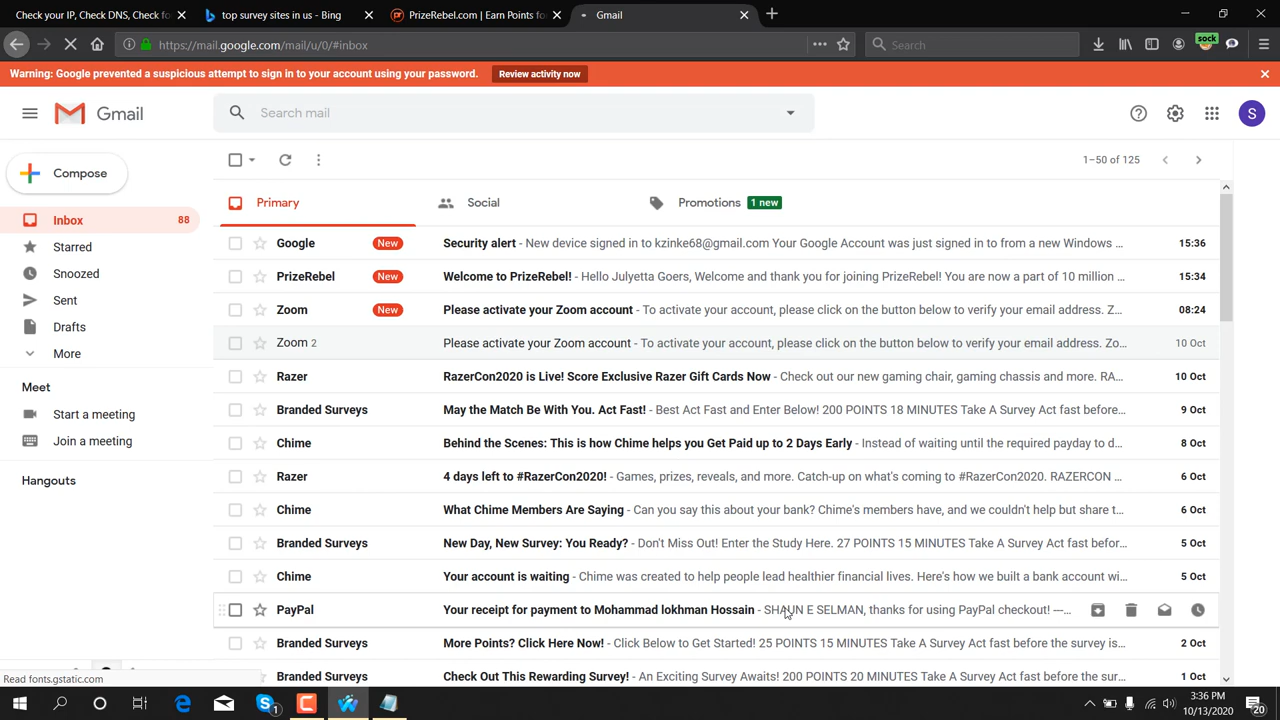 Check your IP, Check DNS, Check fo
top survey sites in us - Bing
PrizeRebel.com | Earn Points fo
Gmail
https://mail.google.com/mail/u/0/#inbox
Search
sock
Warning: Google prevented a suspicious attempt to sign in to your account using your password.
Review activity now
Gmail
Search mail
S
Compose
1–50 of 125
Primary
Social
Promotions
1 new
Inbox
88
Starred
Snoozed
Sent
Drafts
More
Meet
Start a meeting
Join a meeting
Hangouts
Google New Security alert - New device signed in to kzinke68@gmail.com Your Google Account was just signed in to from a new Windows ... 15:36
PrizeRebel New Welcome to PrizeRebel! - Hello Julyetta Goers, Welcome and thank you for joining PrizeRebel! You are now a part of 10 million ... 15:34
Zoom New Please activate your Zoom account - To activate your account, please click on the button below to verify your email address. Z... 08:24
Zoom 2 Please activate your Zoom account - To activate your account, please click on the button below to verify your email address. Zo... 10 Oct
Razer RazerCon2020 is Live! Score Exclusive Razer Gift Cards Now - Check out our new gaming chair, gaming chassis and more. RA... 10 Oct
Branded Surveys May the Match Be With You. Act Fast! - Best Act Fast and Enter Below! 200 POINTS 18 MINUTES Take A Survey Act fast before... 9 Oct
Chime Behind the Scenes: This is how Chime helps you Get Paid up to 2 Days Early - Instead of waiting until the required payday to d... 8 Oct
Razer 4 days left to #RazerCon2020! - Games, prizes, reveals, and more. Catch-up on what's coming to #RazerCon2020. RAZERCON ... 6 Oct
Chime What Chime Members Are Saying - Can you say this about your bank? Chime's members have, and we couldn't help but share t... 6 Oct
Branded Surveys New Day, New Survey: You Ready? - Don't Miss Out! Enter the Study Here. 27 POINTS 15 MINUTES Take A Survey Act fast befor... 5 Oct
Chime Your account is waiting - Chime was created to help people lead healthier financial lives. Here's how we built a bank account wi... 5 Oct
PayPal Your receipt for payment to Mohammad lokhman Hossain - SHAUN E SELMAN, thanks for using PayPal checkout! ---...
Branded Surveys More Points? Click Here Now! - Click Below to Get Started! 25 POINTS 15 MINUTES Take A Survey Act fast before the survey is... 2 Oct
Branded Surveys Check Out This Rewarding Survey! - An Exciting Survey Awaits! 200 POINTS 20 MINUTES Take A Survey Act fast before the sur... 1 Oct
Read fonts.gstatic.com
1
3:36 PM
10/13/2020
20